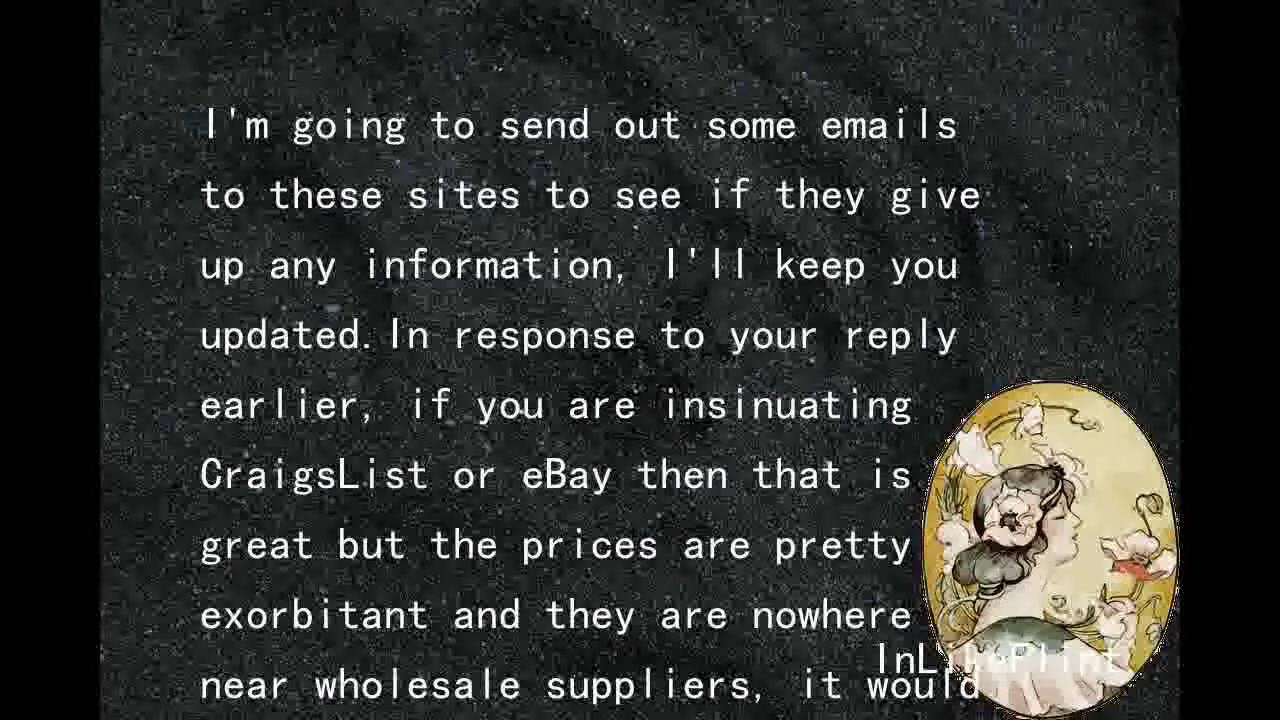 I'm going to send out some emails
to these sites to see if they give
up any information, I'll keep you
updated. In response to your reply
earlier, if you are insinuating
CraigsList or eBay then that is
great but the prices are pretty
exorbitant and they are nowhere
InLikePlint
near wholesale suppliers, it would